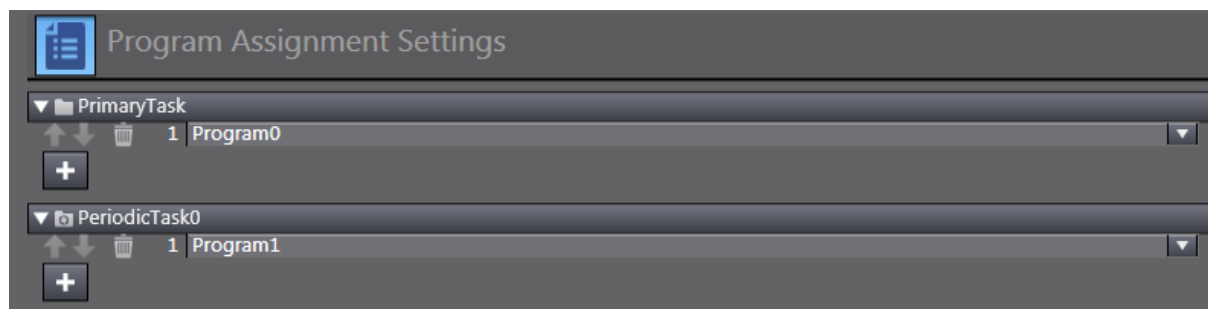 Program Assignment Settings
PrimaryTask
1 Program0
PeriodicTask0
1 Program1